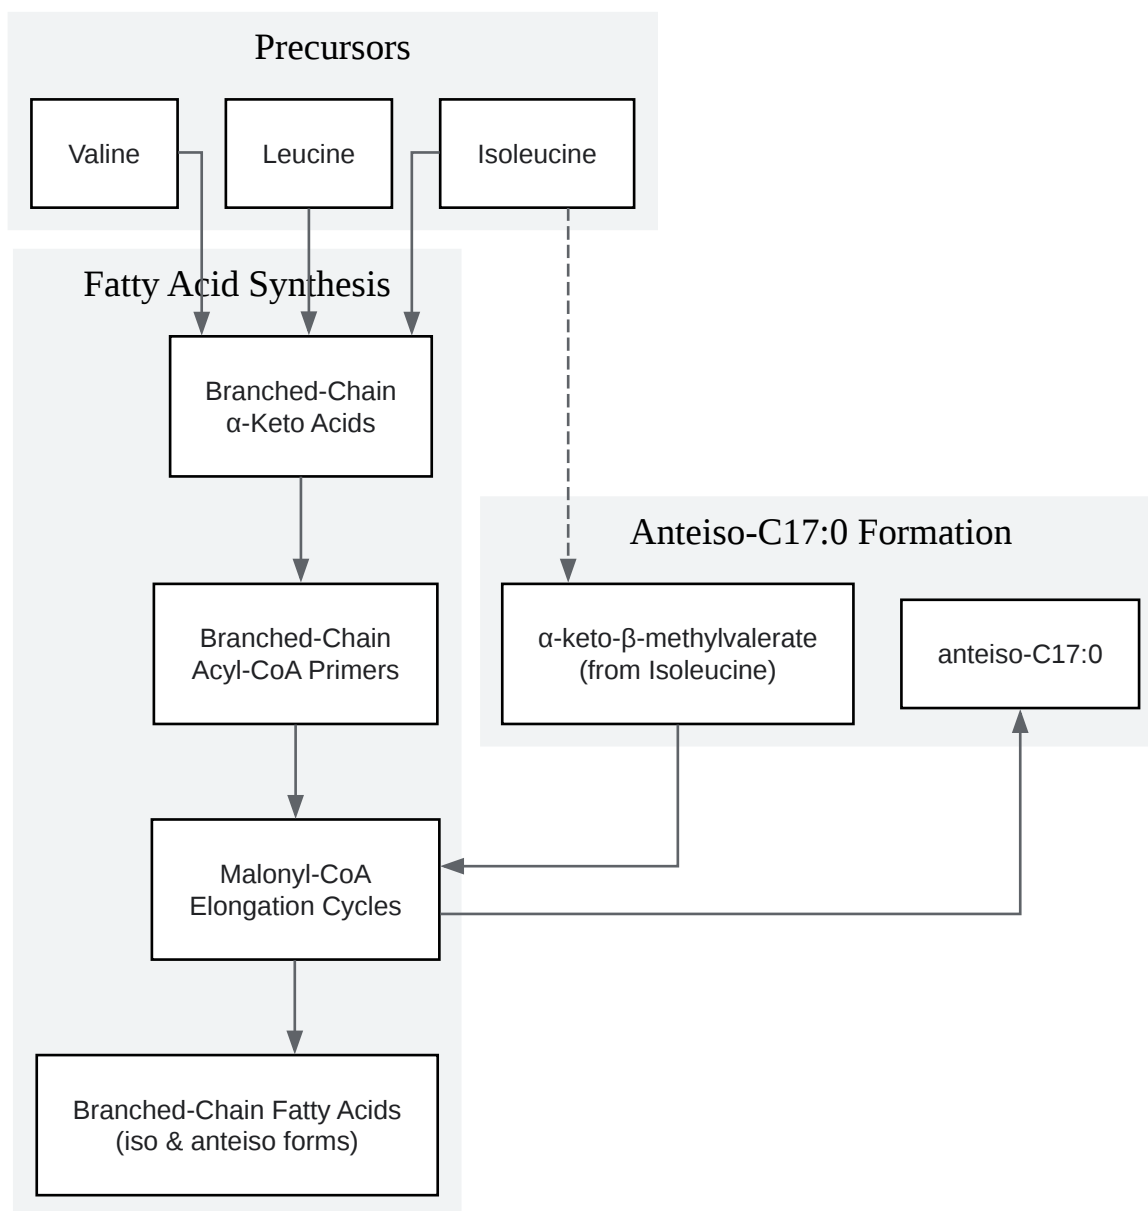 Precursors
Valine
Leucine
Isoleucine
Fatty Acid Synthesis
Branched-Chain
α-Keto Acids
Anteiso-C17:0 Formation
Branched-Chain
Acyl-CoA Primers
α-keto-β-methylvalerate
(from Isoleucine)
anteiso-C17:0
Malonyl-CoA
Elongation Cycles
Branched-Chain Fatty Acids
(iso & anteiso forms)